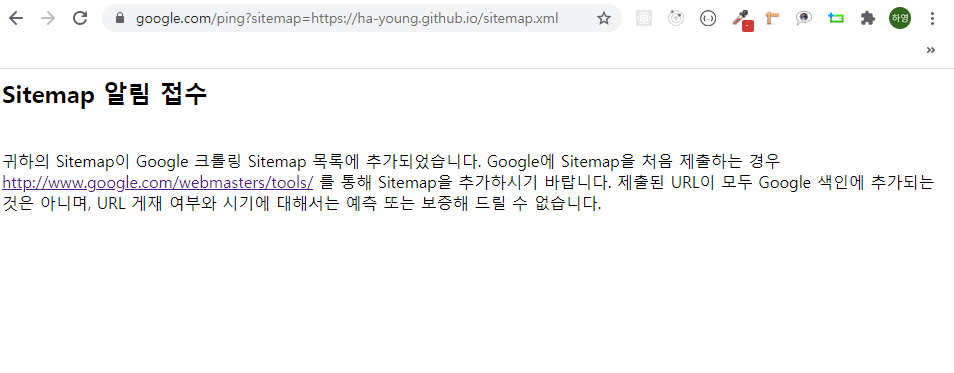 google.com/ping?sitemap=https://ha-young.github.io/sitemap.xml
하영
»
Sitemap 알림 접수
귀하의 Sitemap이 Google 크롤링 Sitemap 목록에 추가되었습니다. Google에 Sitemap을 처음 제출하는 경우
http://www.google.com/webmasters/tools/ 를 통해 Sitemap을 추가하시기 바랍니다. 제출된 URL이 모두 Google 색인에 추가되는
것은 아니며, URL 게재 여부와 시기에 대해서는 예측 또는 보증해 드릴 수 없습니다.